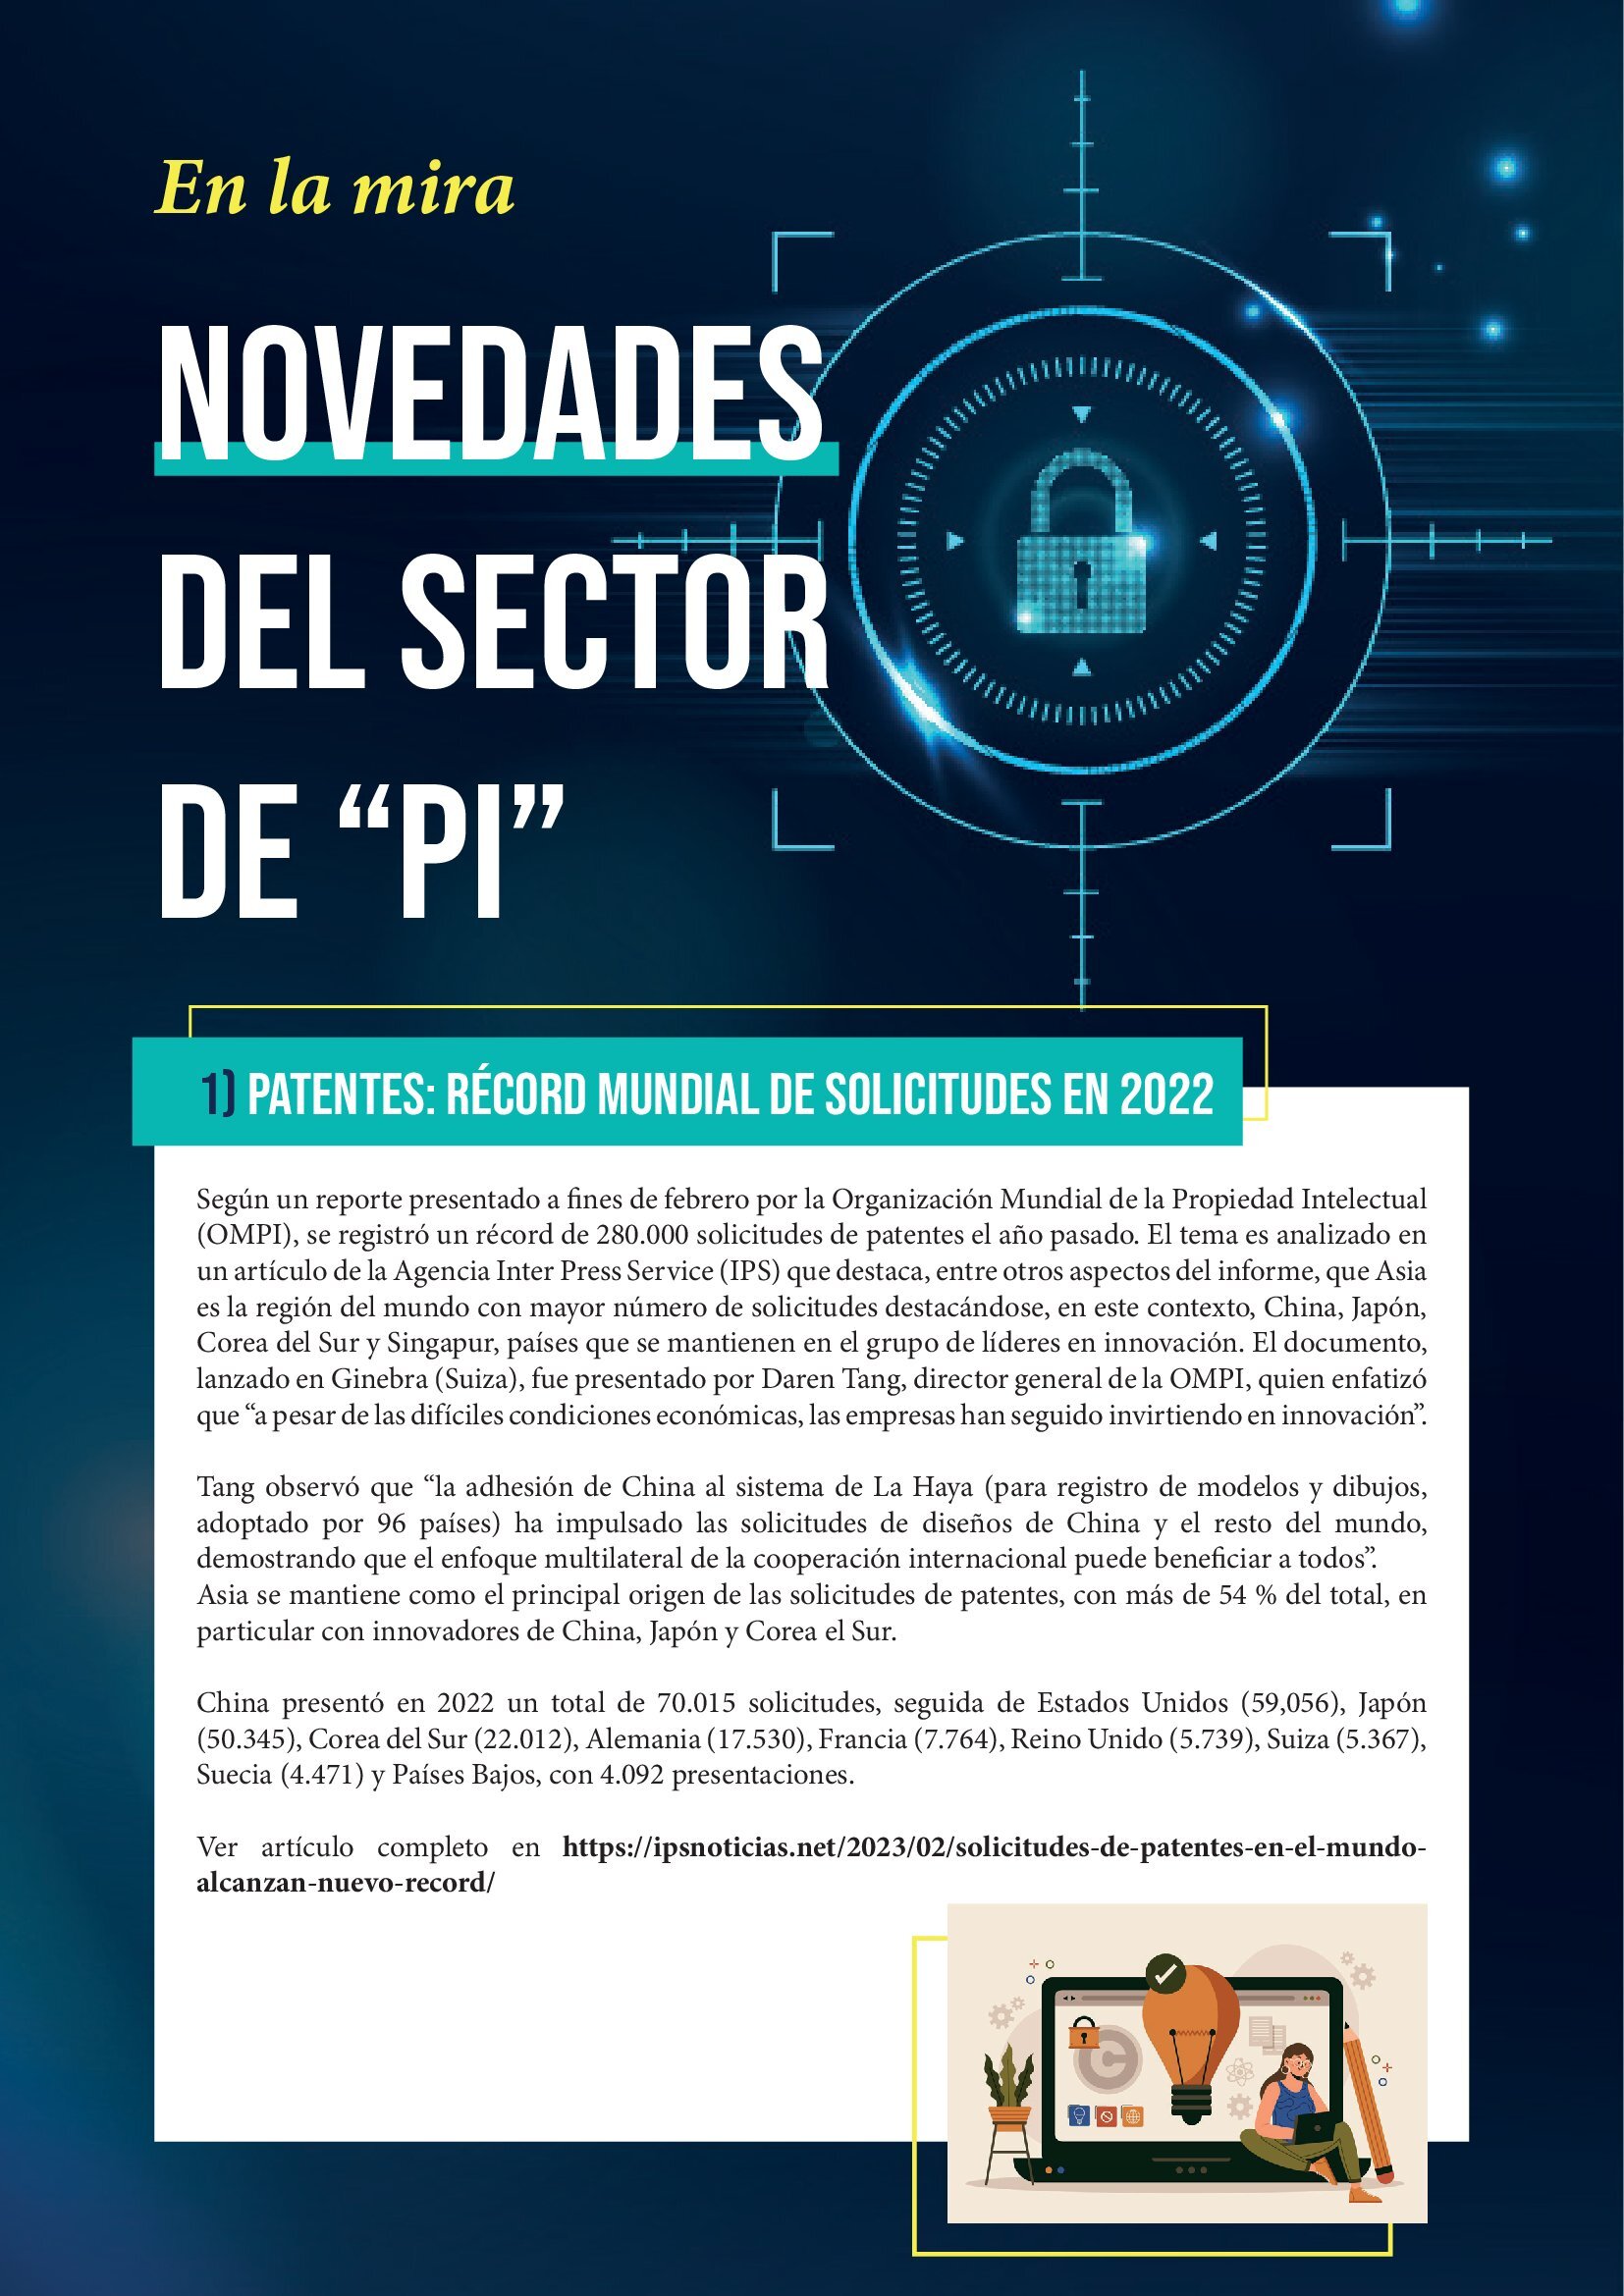 En la mira
NOVEDADES
DEL SECTOR
DE “PI”
1) PATENTES: RÉCORD MUNDIAL DE SOLICITUDES EN 2022
Según un reporte presentado a fines de febrero por la Organización Mundial de la Propiedad Intelectual
(OMPI), se registró un récord de 280.000 solicitudes de patentes el año pasado. El tema es analizado en
un artículo de la Agencia Inter Press Service (IPS) que destaca, entre otros aspectos del informe, que Asia
es la región del mundo con mayor número de solicitudes destacándose, en este contexto, China, Japón,
Corea del Sur y Singapur, países que se mantienen en el grupo de líderes en innovación. El documento,
lanzado en Ginebra (Suiza), fue presentado por Daren Tang, director general de la OMPI, quien enfatizó
que “a pesar de las difíciles condiciones económicas, las empresas han seguido invirtiendo en innovación”.
Tang observó que “la adhesión de China al sistema de La Haya (para registro de modelos y dibujos,
adoptado por 96 países) ha impulsado las solicitudes de diseños de China y el resto del mundo,
demostrando que el enfoque multilateral de la cooperación internacional puede beneficiar a todos”.
Asia se mantiene como el principal origen de las solicitudes de patentes, con más de 54 % del total, en
particular con innovadores de China, Japón y Corea el Sur.
China presentó en 2022 un total de 70.015 solicitudes, seguida de Estados Unidos (59,056), Japón
(50.345), Corea del Sur (22.012), Alemania (17.530), Francia (7.764), Reino Unido (5.739), Suiza (5.367),
Suecia (4.471) y Países Bajos, con 4.092 presentaciones.
Ver artículo completo en https://ipsnoticias.net/2023/02/solicitudes-de-patentes-en-el-mundo-
alcanzan-nuevo-record/